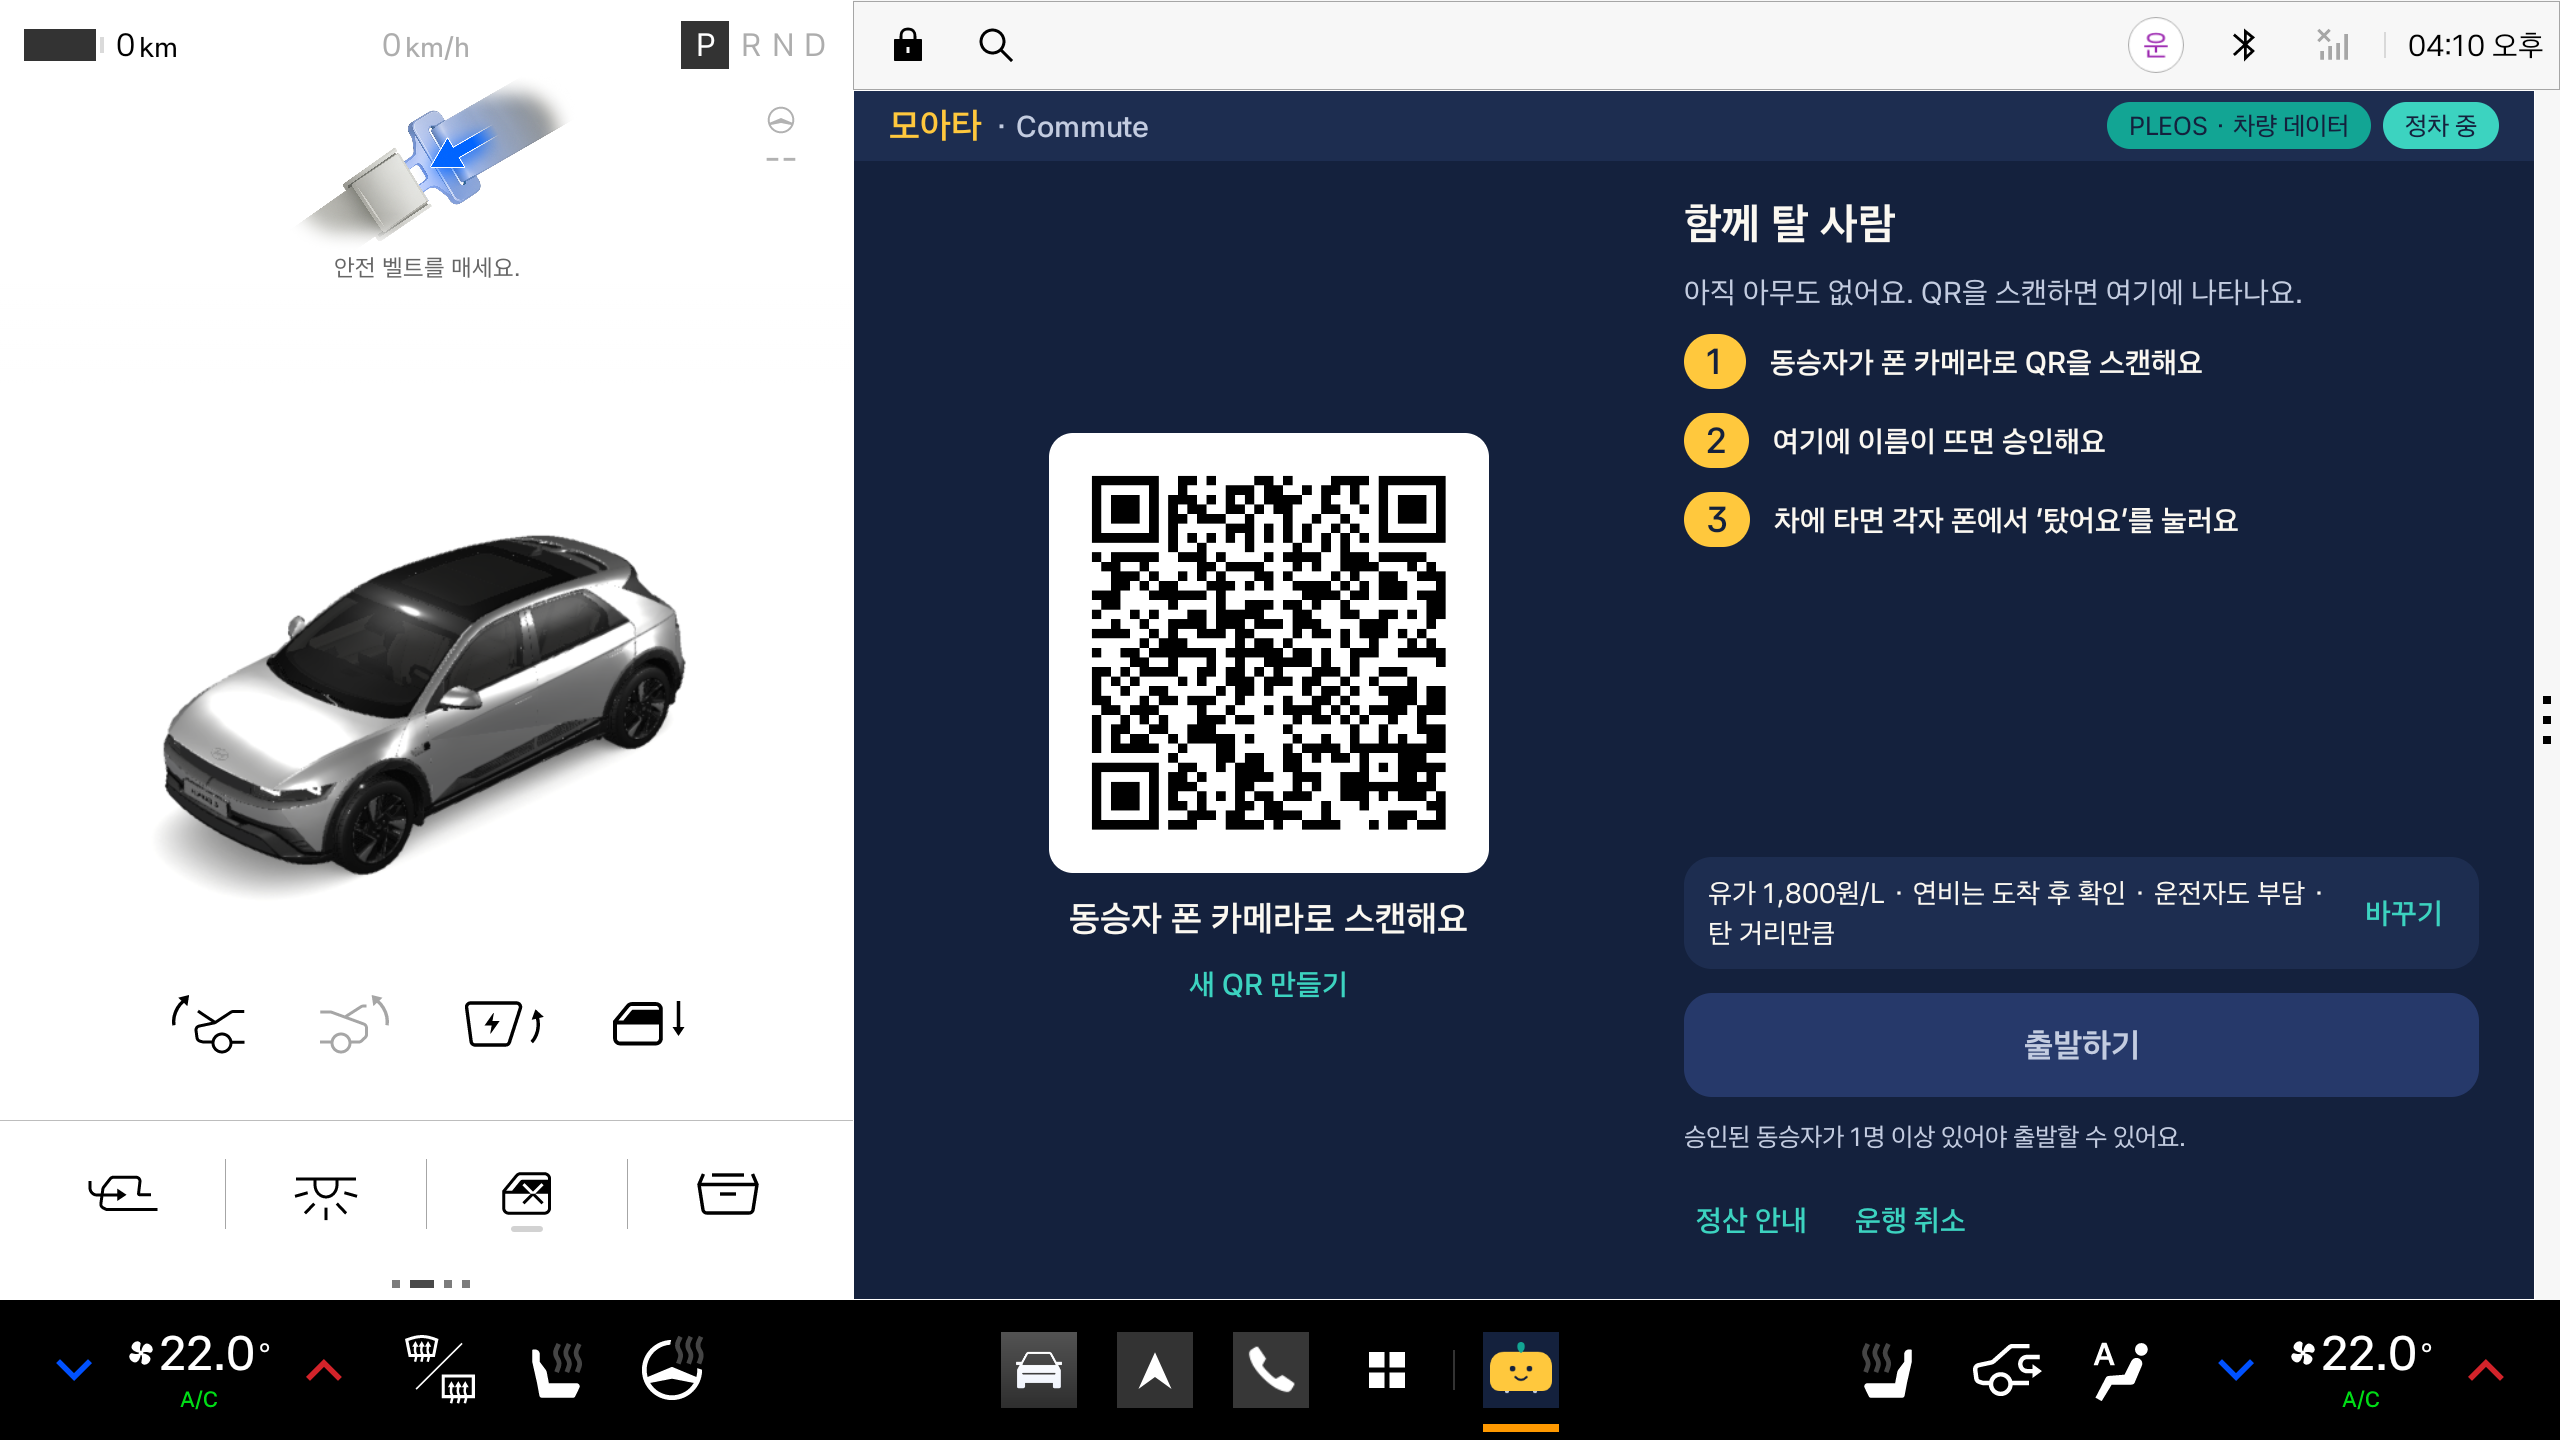 0 km
0 km/h
P R N D
안전 벨트를 매세요.
운
04:10 오후
모아타 · Commute
PLEOS · 차량 데이터
정차 중
동승자 폰 카메라로 스캔해요
새 QR 만들기
함께 탈 사람
아직 아무도 없어요. QR을 스캔하면 여기에 나타나요.
1 동승자가 폰 카메라로 QR을 스캔해요
2 여기에 이름이 뜨면 승인해요
3 차에 타면 각자 폰에서 '탔어요'를 눌러요
유가 1,800원/L · 연비는 도착 후 확인 · 운전자도 부담 ·
탄 거리만큼
바꾸기
출발하기
승인된 동승자가 1명 이상 있어야 출발할 수 있어요.
정산 안내 운행 취소
22.0°
A/C
A
22.0°
A/C